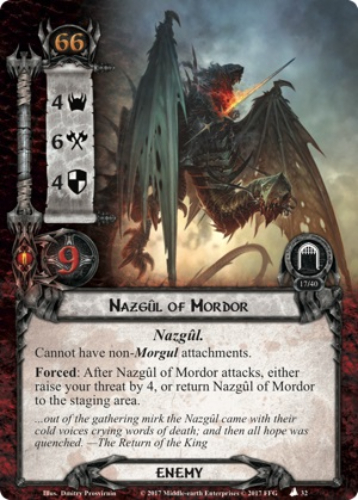 66
4
6
4
9
17/40
Nazgûl of Mordor
Nazgûl.
Cannot have non-Morgul attachments.
Forced: After Nazgûl of Mordor attacks, either
raise your threat by 4, or return Nazgûl of Mordor
to the staging area.
...out of the gathering mirk the Nazgûl came with their
cold voices crying words of death; and then all hope was
quenched. —The Return of the King
ENEMY
Illus. Dmitry Prosvirnin © 2017 Middle-earth Enterprises © 2017 FFG 32